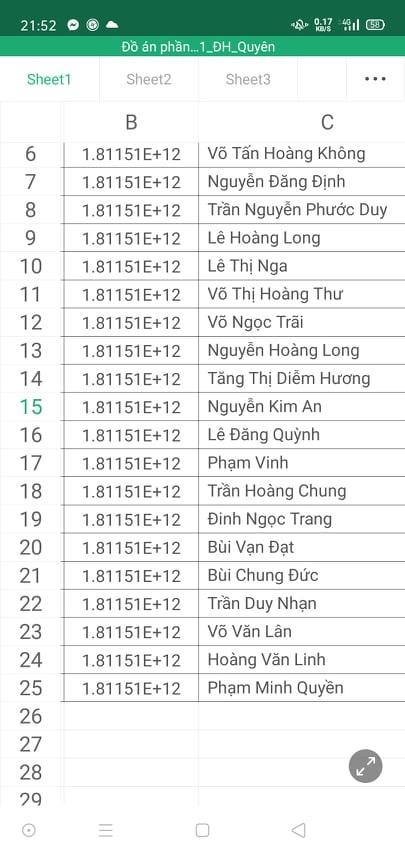 21:52 0.17 KB/S 4G 58
Đồ án phần...1_ĐH_Quyên
Sheet1 Sheet2 Sheet3
B C
6 1.81151E+12 Võ Tấn Hoàng Không
7 1.81151E+12 Nguyễn Đăng Định
8 1.81151E+12 Trần Nguyễn Phước Duy
9 1.81151E+12 Lê Hoàng Long
10 1.81151E+12 Lê Thị Nga
11 1.81151E+12 Võ Thị Hoàng Thư
12 1.81151E+12 Võ Ngọc Trãi
13 1.81151E+12 Nguyễn Hoàng Long
14 1.81151E+12 Tăng Thị Diễm Hương
15 1.81151E+12 Nguyễn Kim An
16 1.81151E+12 Lê Đăng Quỳnh
17 1.81151E+12 Phạm Vinh
18 1.81151E+12 Trần Hoàng Chung
19 1.81151E+12 Đinh Ngọc Trang
20 1.81151E+12 Bùi Vạn Đạt
21 1.81151E+12 Bùi Chung Đức
22 1.81151E+12 Trần Duy Nhạn
23 1.81151E+12 Võ Văn Lân
24 1.81151E+12 Hoàng Văn Linh
25 1.81151E+12 Phạm Minh Quyền
26
27
28
29